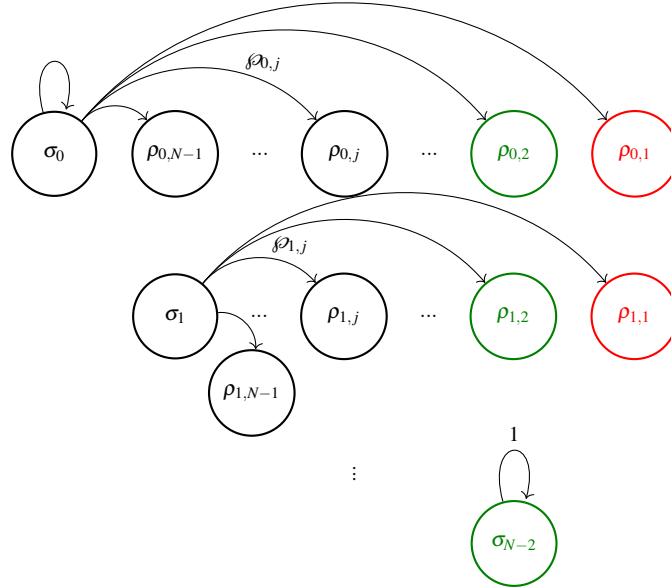 ℘₀,ⱼ
σ₀ ρ₀,N−1 ... ρ₀,ⱼ ... ρ₀,₂ ρ₀,₁
℘₁,ⱼ
σ₁ ... ρ₁,ⱼ ... ρ₁,₂ ρ₁,₁
ρ₁,N−1
1
⋮
σN−2